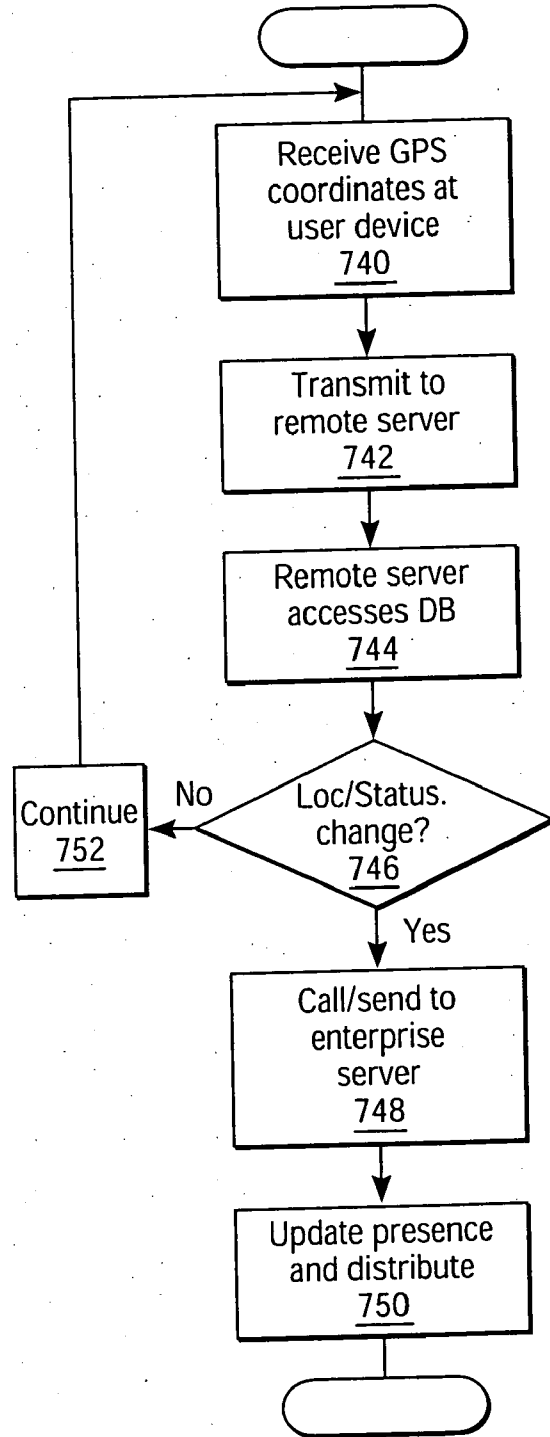 Receive GPS
coordinates at
user device
740
Transmit to
remote server
742
Remote server
accesses DB
744
Loc/Status.
change?
746
No
Continue
752
Yes
Call/send to
enterprise
server
748
Update presence
and distribute
750